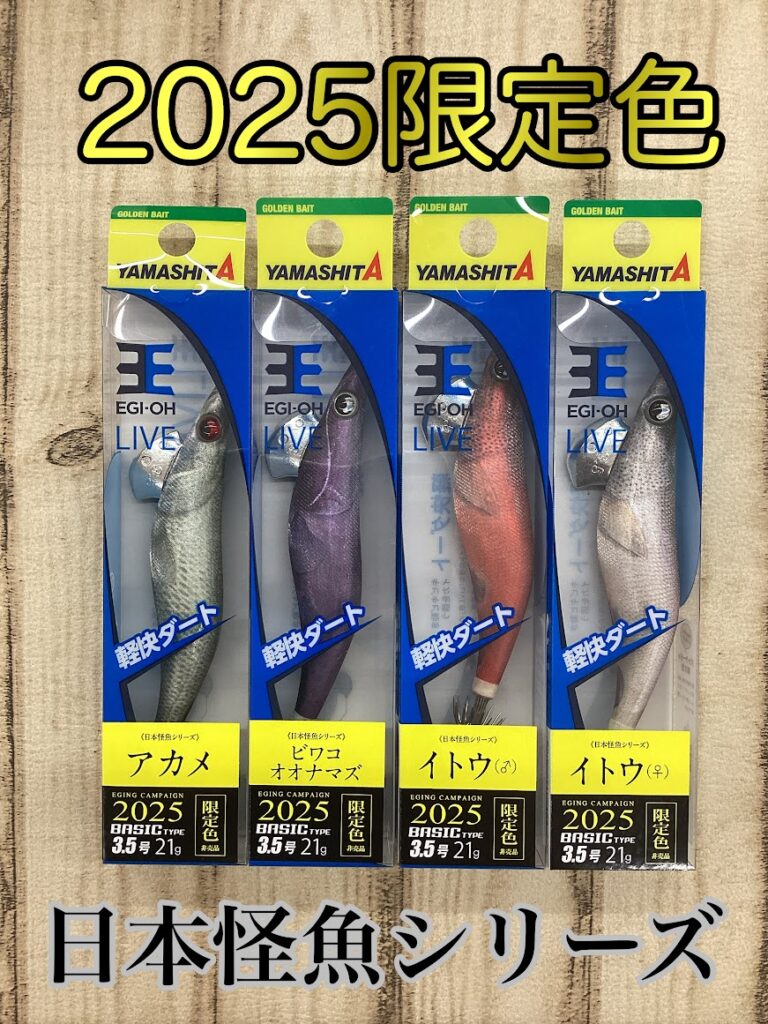 2025限定色
GOLDEN BAIT
YAMASHITA
EGI-OH
LIVE
軽快ダート
《日本怪魚シリーズ》
アカメ
EGING CAMPAIGN
2025
BASIC TYPE
3.5号 21g
限定色
非売品
GOLDEN BAIT
YAMASHITA
EGI-OH
LIVE
軽快ダート
《日本怪魚シリーズ》
ビワコ
オオナマズ
EGING CAMPAIGN
2025
BASIC TYPE
3.5号 21g
限定色
非売品
GOLDEN BAIT
YAMASHITA
EGI-OH
LIVE
軽快ダート
《日本怪魚シリーズ》
イトウ(♂)
EGING CAMPAIGN
2025
BASIC TYPE
3.5号 21g
限定色
非売品
GOLDEN BAIT
YAMASHITA
EGI-OH
LIVE
軽快ダート
《日本怪魚シリーズ》
イトウ(♀)
EGING CAMPAIGN
2025
BASIC TYPE
3.5号 21g
限定色
非売品
日本怪魚シリーズ